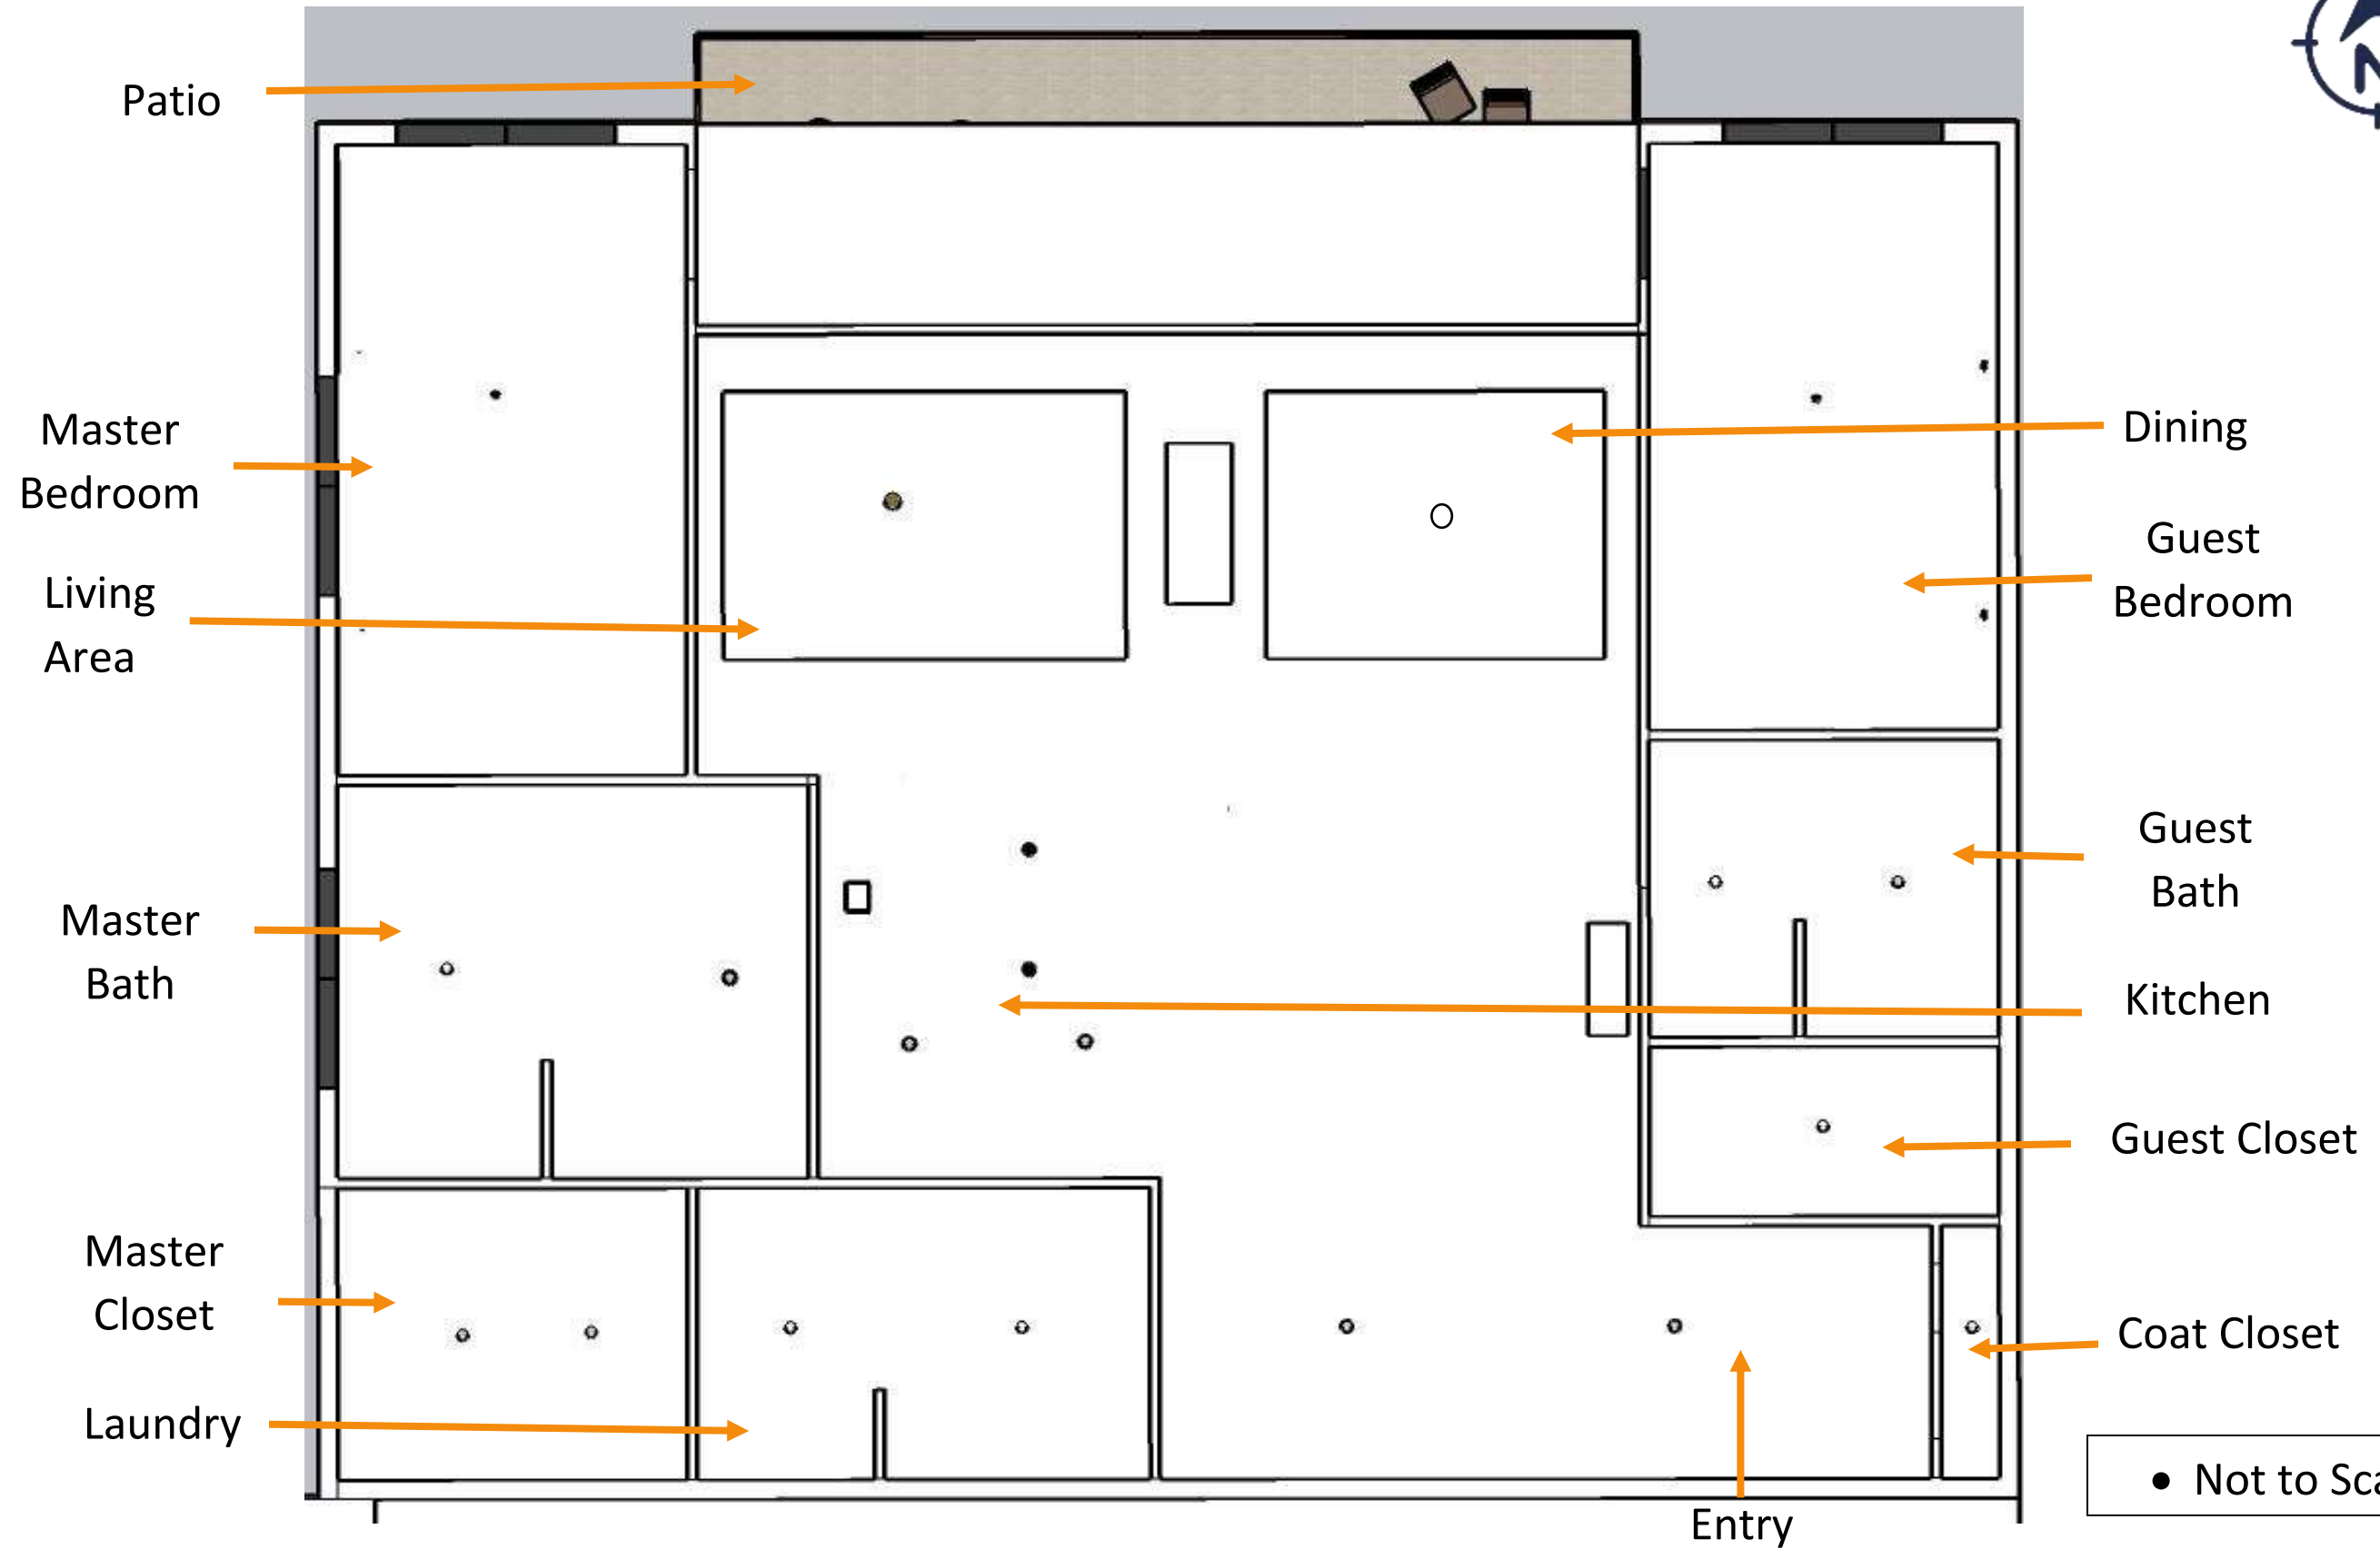 Patio
N
Master
Bedroom
Living
Area
Master
Bath
Master
Closet
Laundry
Dining
Guest
Bedroom
Guest
Bath
Kitchen
Guest Closet
Coat Closet
• Not to
Entry